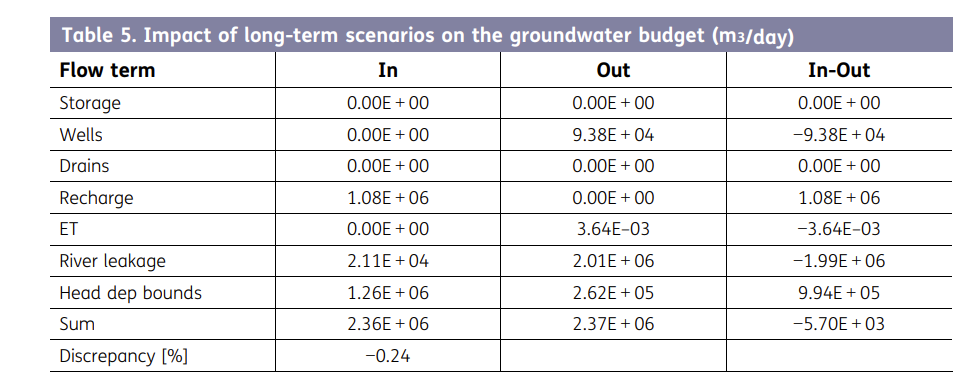 Table 5. Impact of long-term scenarios on the groundwater budget (m3/day)
Flow term In Out In-Out
Storage 0.00E + 00 0.00E + 00 0.00E + 00
Wells 0.00E + 00 9.38E + 04 −9.38E + 04
Drains 0.00E + 00 0.00E + 00 0.00E + 00
Recharge 1.08E + 06 0.00E + 00 1.08E + 06
ET 0.00E + 00 3.64E–03 −3.64E–03
River leakage 2.11E + 04 2.01E + 06 −1.99E + 06
Head dep bounds 1.26E + 06 2.62E + 05 9.94E + 05
Sum 2.36E + 06 2.37E + 06 −5.70E + 03
Discrepancy [%] −0.24